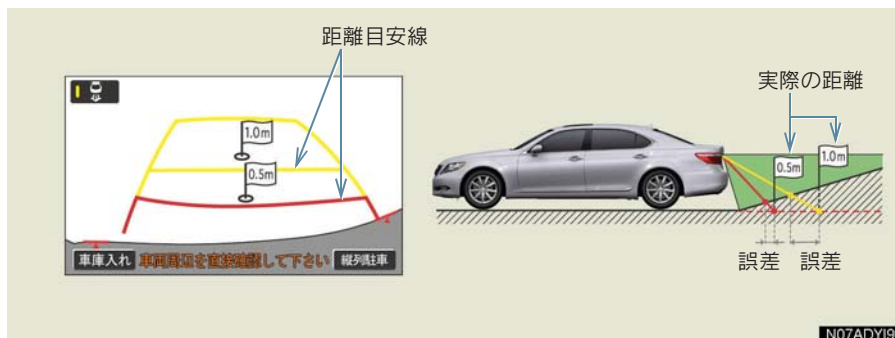 距離目安線
1.0m
0.5m
車庫入れ
車両周辺を直接確認して下さい
縦列駐車
実際の距離
0.5m
1.0m
誤差
誤差
N07ADYI9